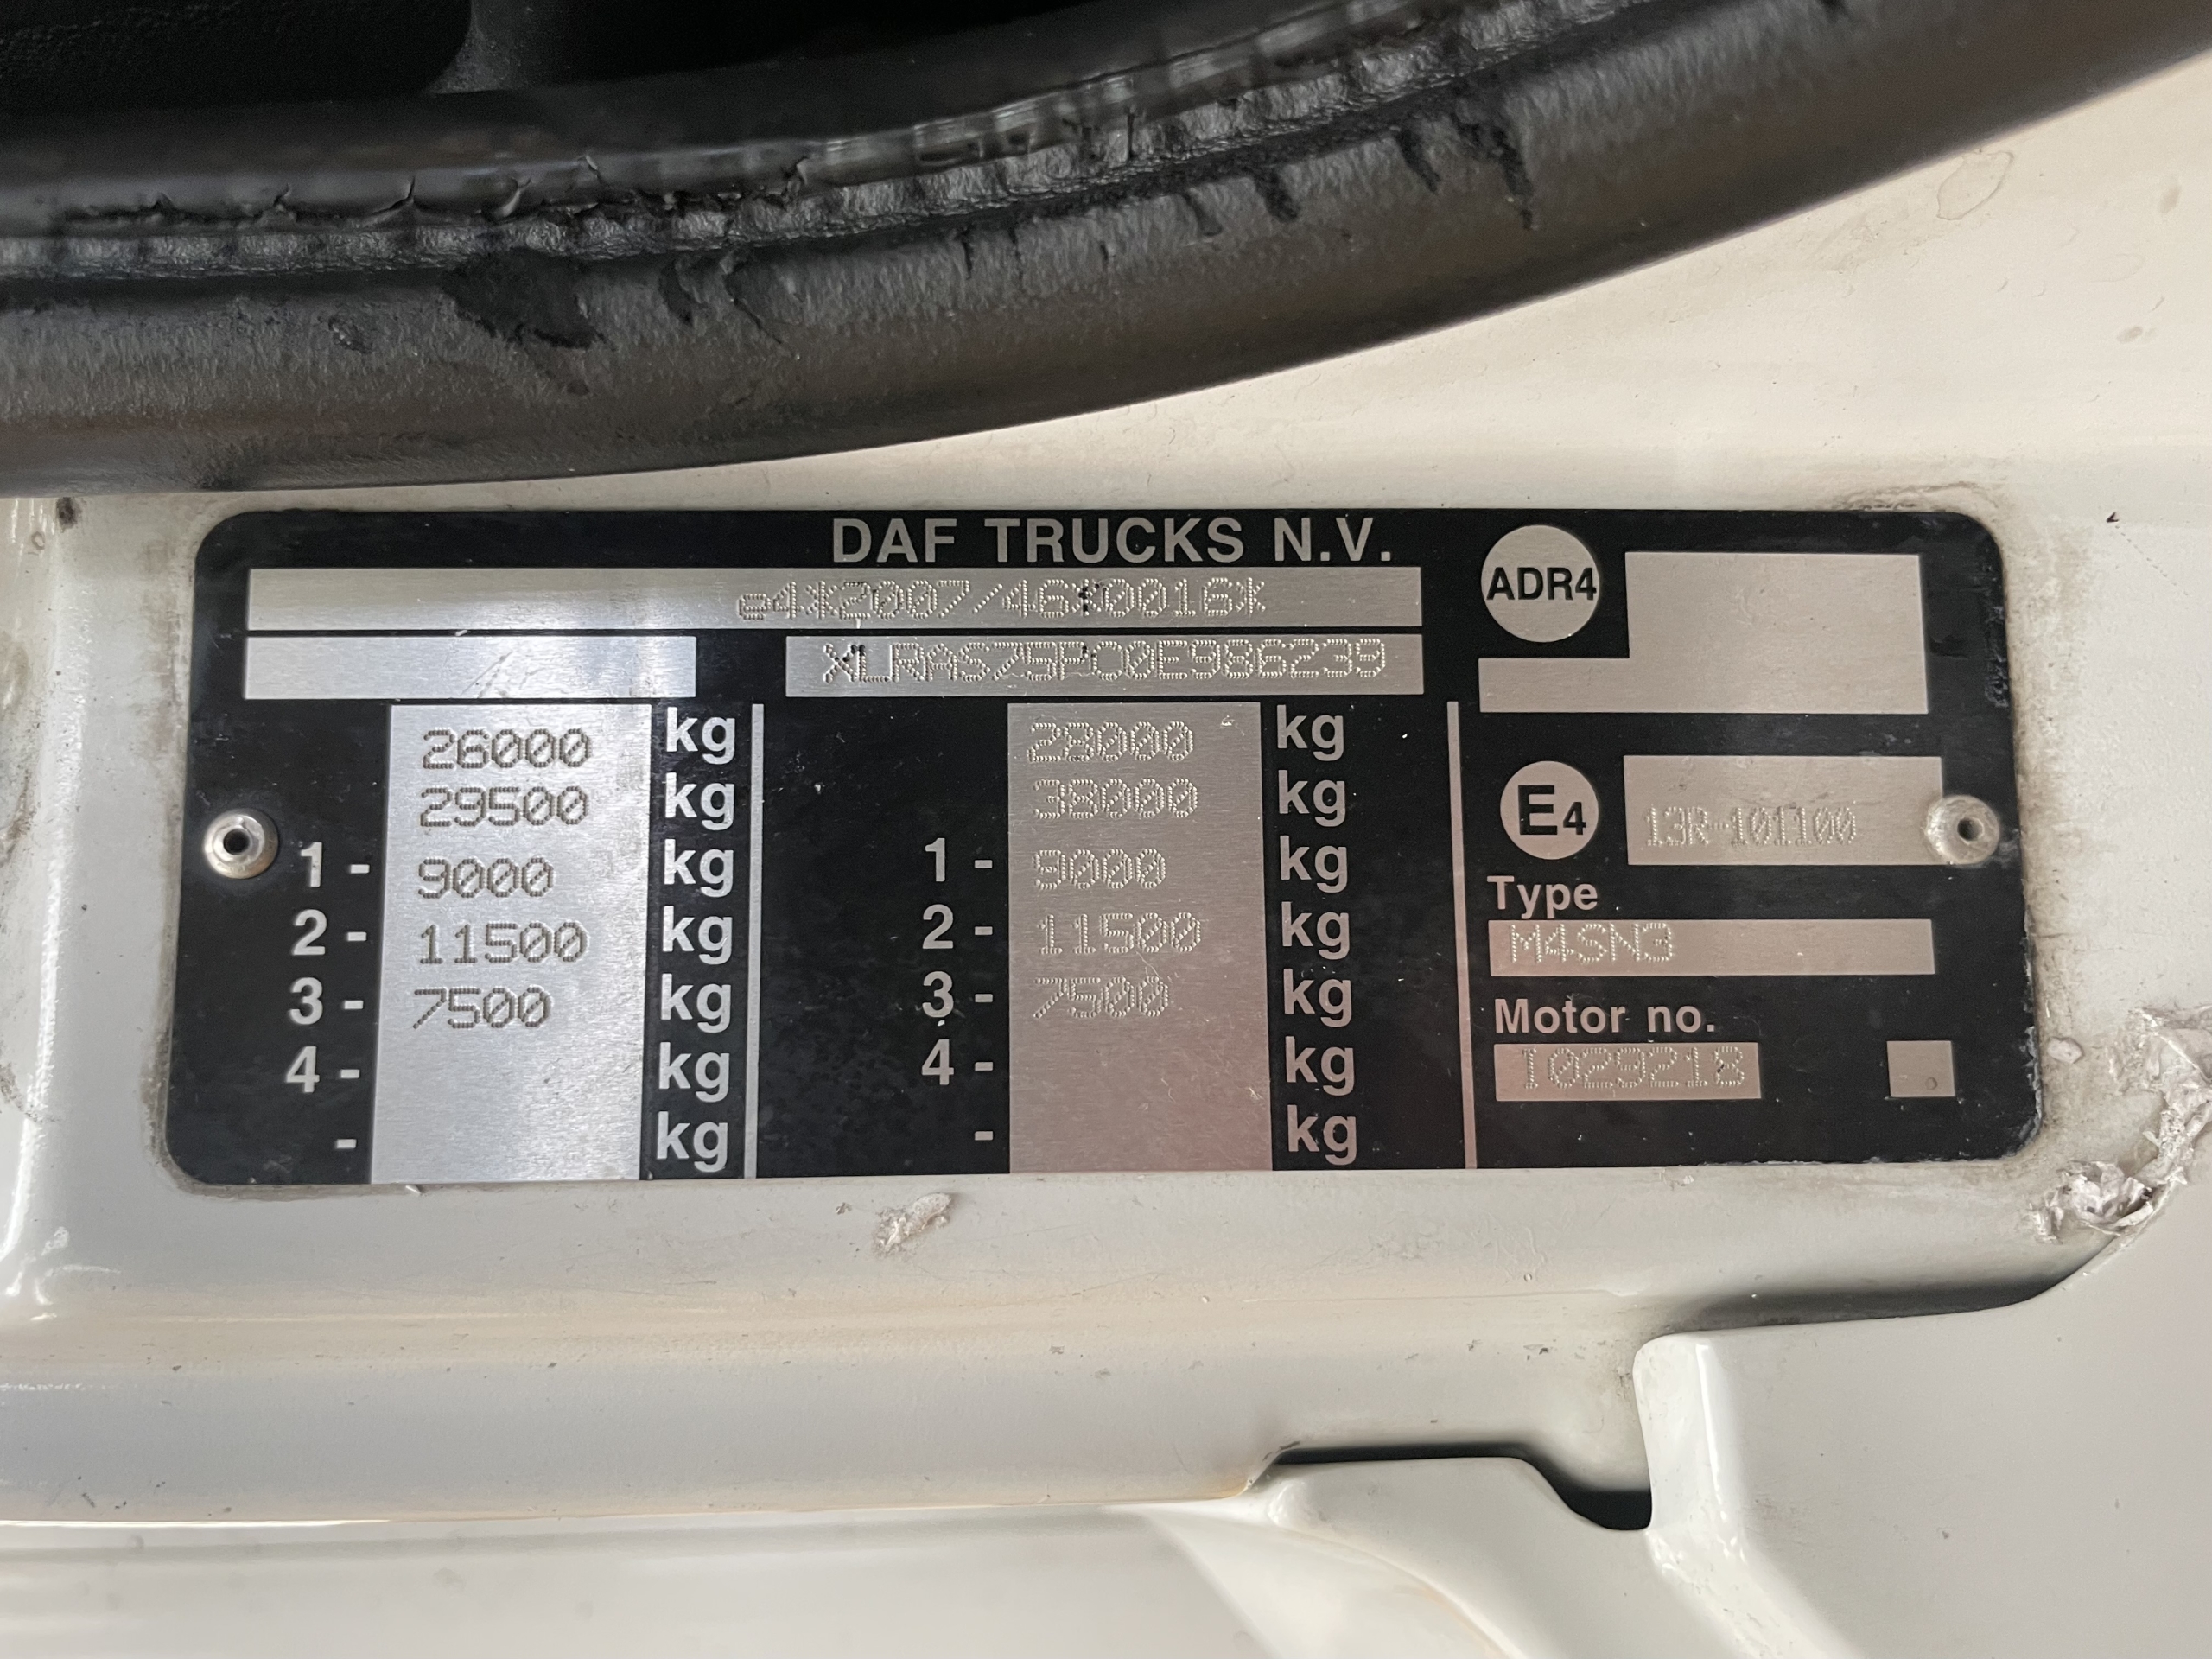 DAF TRUCKS N.V.
e4*2007/46*0016*
XLRAS75PC0E986239
26000 kg 28000 kg
29500 kg 38000 kg
1 - 9000 kg 1 - 9000 kg
2 - 11500 kg 2 - 11500 kg
3 - 7500 kg 3 - 7500 kg
4 - kg 4 - kg
- kg - kg
ADR4
E4 13R-101100
Type
M4SN3
Motor no.
I029218